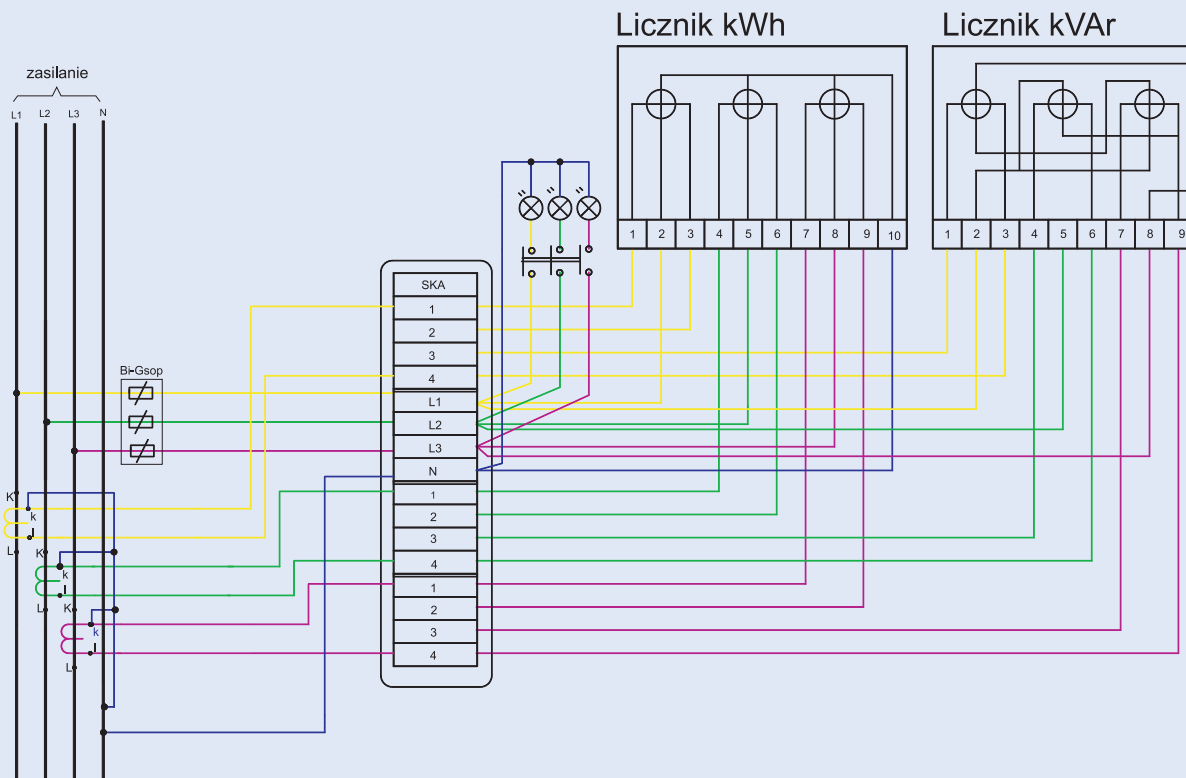 Licznik kWh
Licznik kVAr
zasilanie
L1 L2 L3 N
1 2 3 4 5 6 7 8 9 10
1 2 3 4 5 6 7 8 9
SKA
1
2
3
4
L1
L2
L3
N
1
2
3
4
1
2
3
4
Bi-Gsop
K
k
l
L
K
k
l
L
K
k
l
L